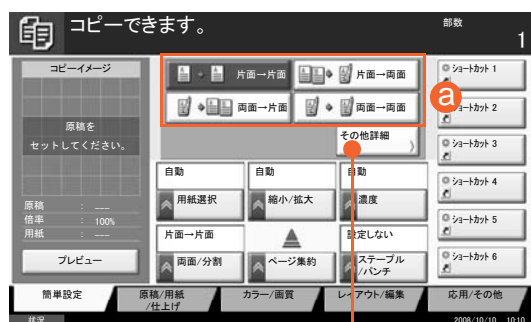 コピーできます。
部数
1
コピーイメージ
原稿を
セットしてください。
原稿 : ---
倍率 : 100%
用紙 : ---
プレビュー
片面→片面
片面→両面
両面→片面
両面→両面
a
その他詳細
自動
用紙選択
自動
縮小/拡大
自動
濃度
片面→片面
両面/分割
ページ集約
設定しない
ステープル
/パンチ
ショートカット 1
ショートカット 2
ショートカット 3
ショートカット 4
ショートカット 5
ショートカット 6
簡単設定
原稿/用紙
/仕上げ
カラー/画質
レイアウト/編集
応用/その他
状況
2008/10/10 10:10